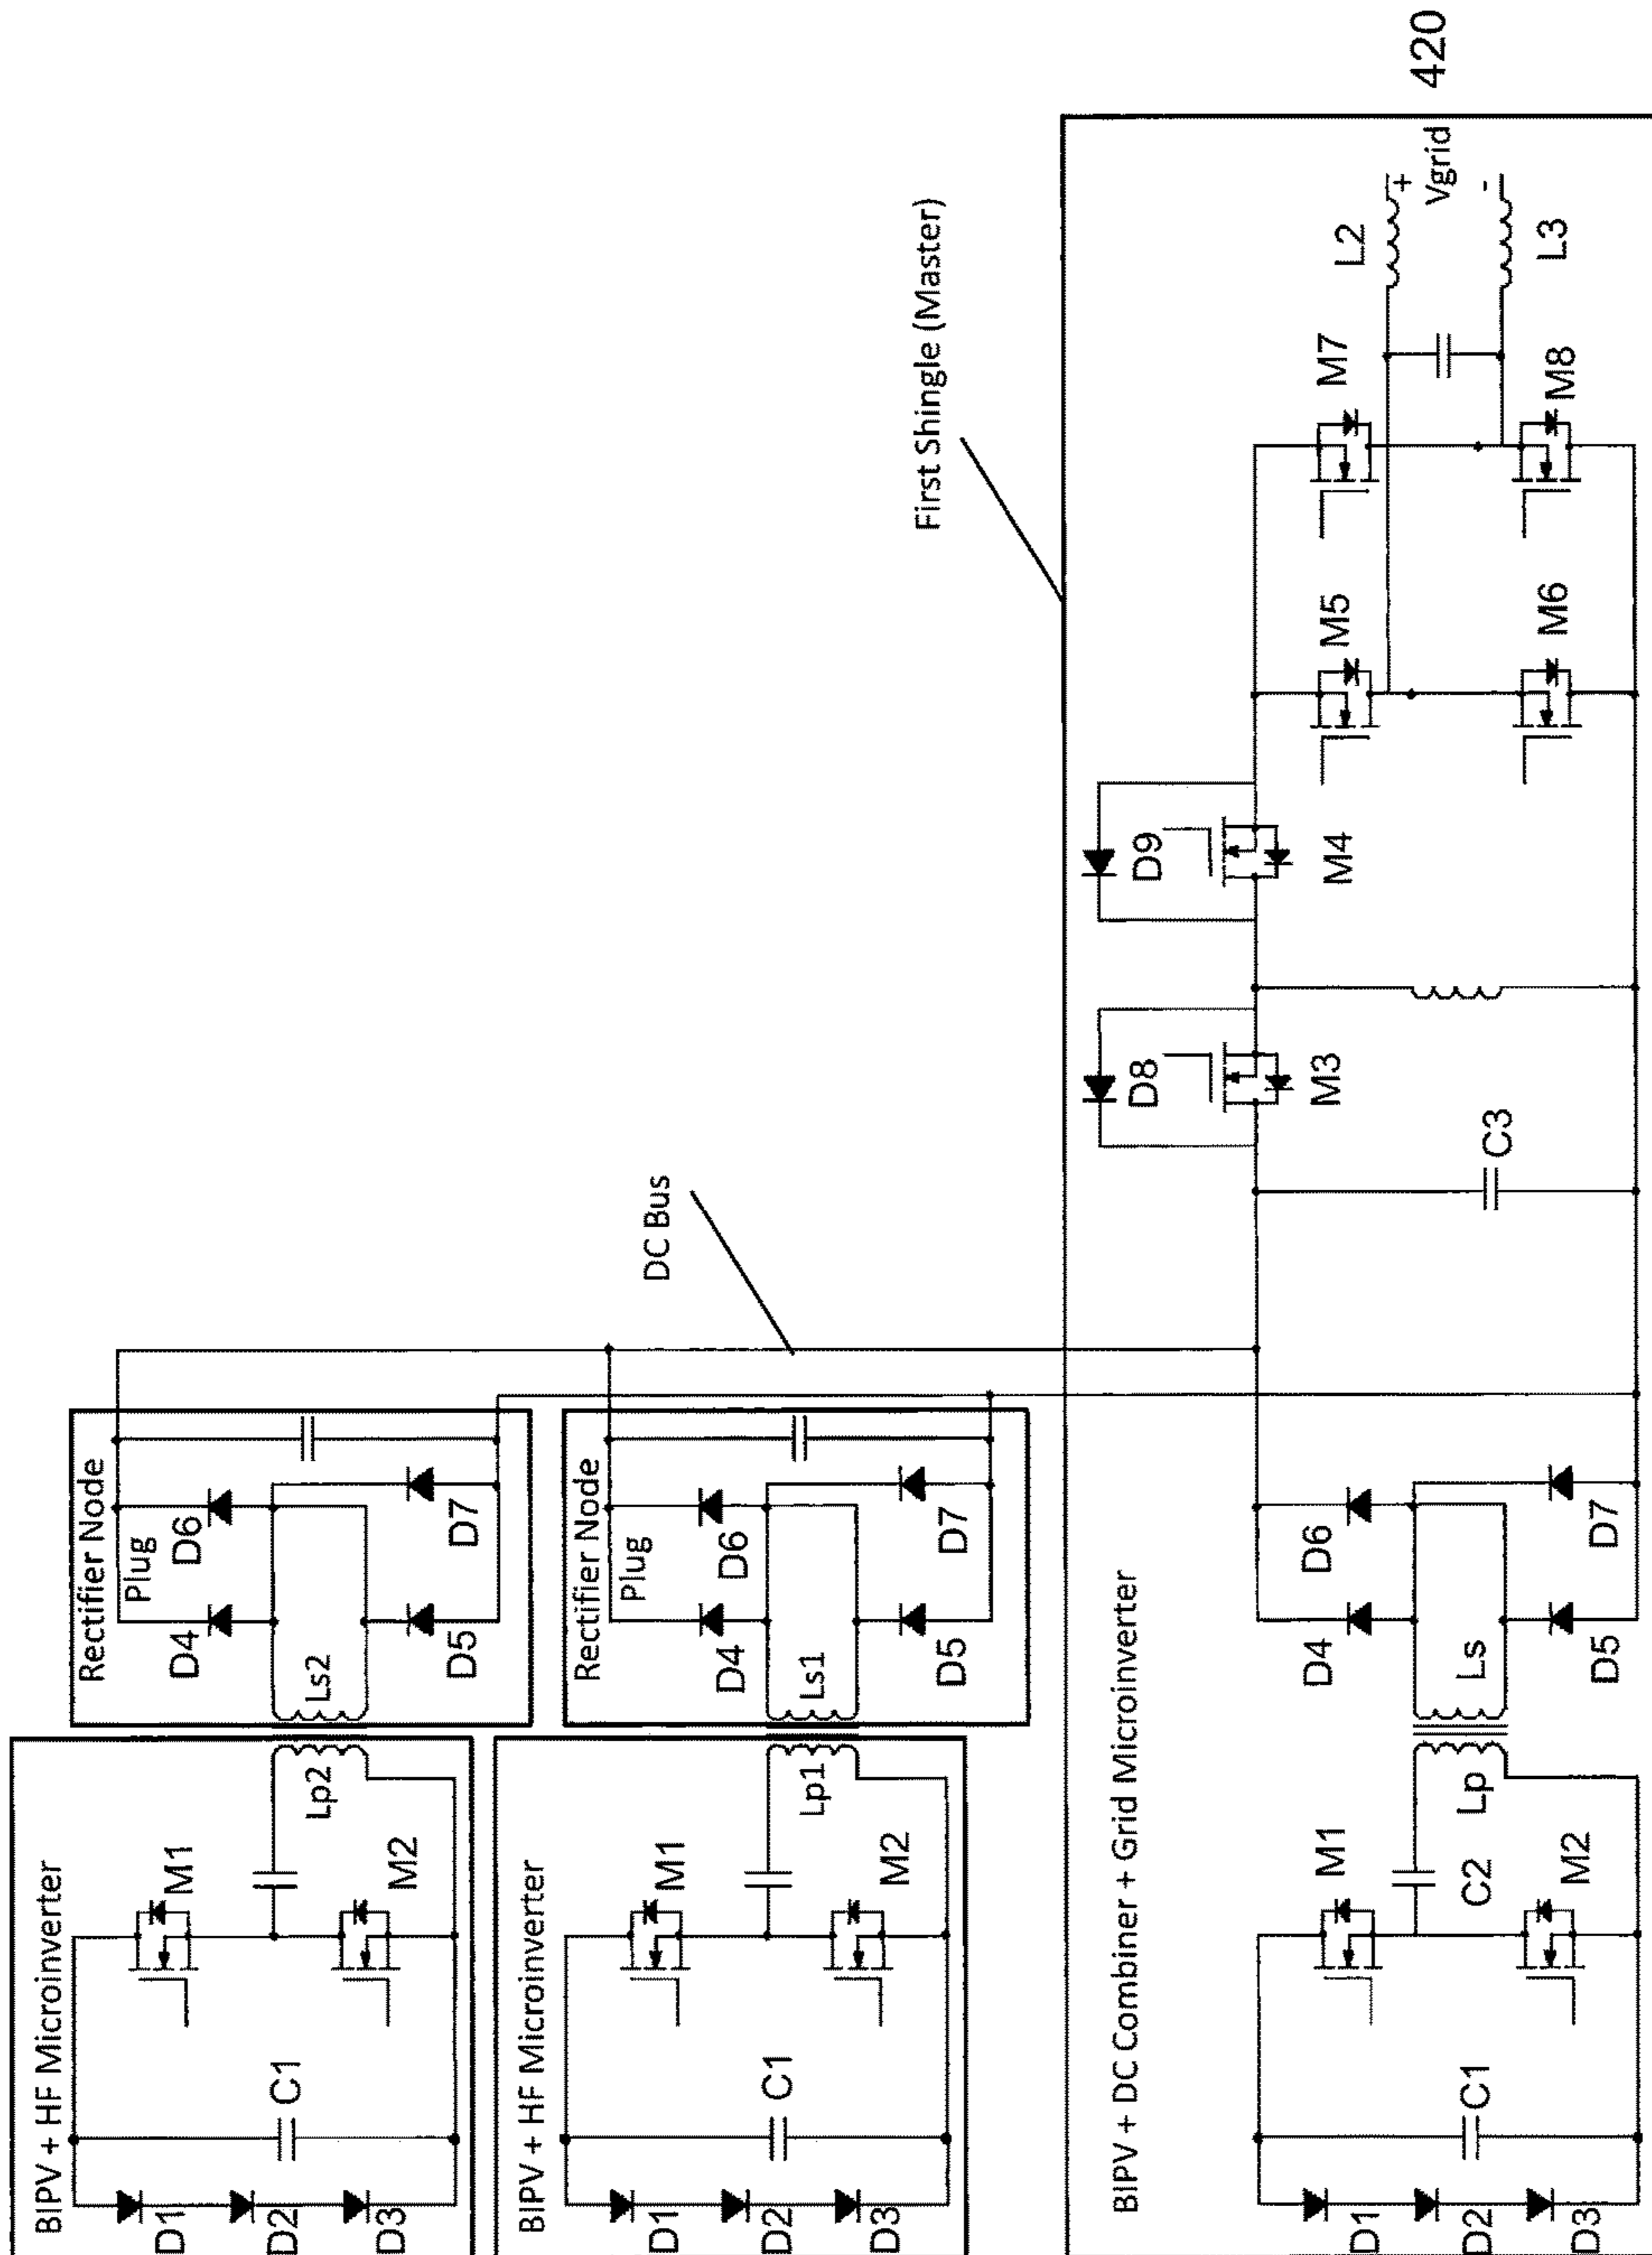 BIPV + HF Microinverter
D1
D2
D3
C1
M1
M2
Lp2
Rectifier Node
Plug
D4
D6
Ls2
D5
D7
BIPV + HF Microinverter
D1
D2
D3
C1
M1
M2
Lp1
Rectifier Node
Plug
D4
D6
Ls1
D5
D7
DC Bus
First Shingle (Master)
420
BIPV + DC Combiner + Grid Microinverter
D1
D2
D3
C1
M1
C2
M2
Lp
Ls
D4
D6
D5
D7
C3
D8
M3
D9
M4
M5
M6
M7
M8
L2
+
Vgrid
-
L3